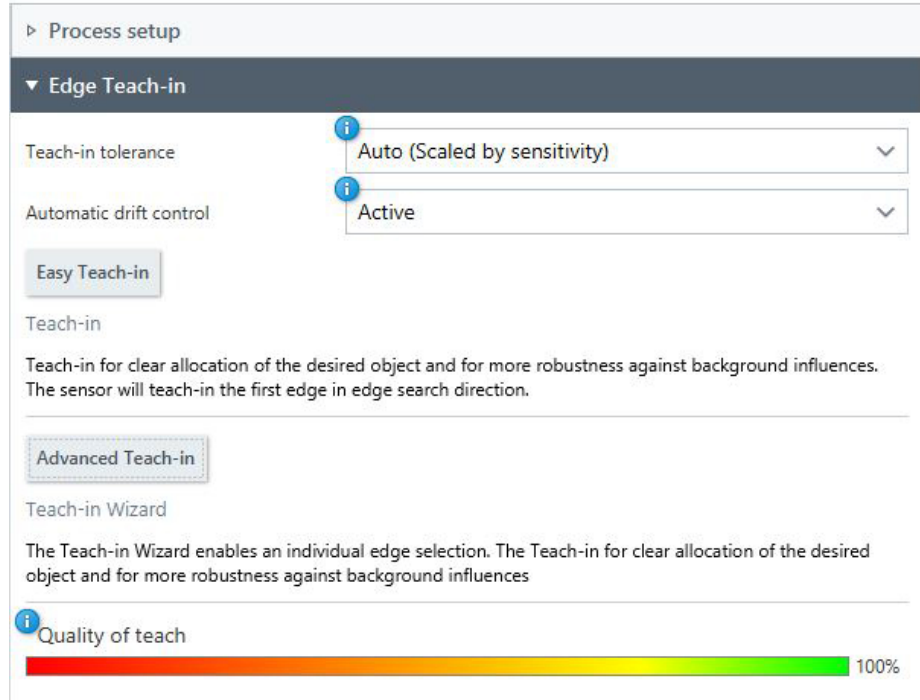 Process setup
Edge Teach-in
Teach-in tolerance
Auto (Scaled by sensitivity)
Automatic drift control
Active
Easy Teach-in
Teach-in
Teach-in for clear allocation of the desired object and for more robustness against background influences.
The sensor will teach-in the first edge in edge search direction.
Advanced Teach-in
Teach-in Wizard
The Teach-in Wizard enables an individual edge selection. The Teach-in for clear allocation of the desired
object and for more robustness against background influences
Quality of teach
100%